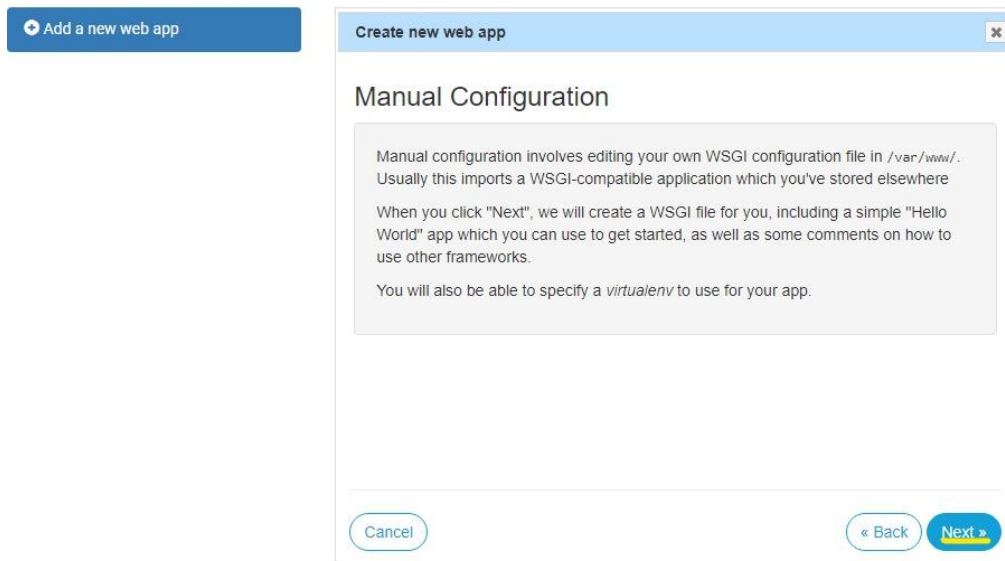 Add a new web app
Create new web app
Manual Configuration
Manual configuration involves editing your own WSGI configuration file in /var/www/.
Usually this imports a WSGI-compatible application which you've stored elsewhere
When you click "Next", we will create a WSGI file for you, including a simple "Hello
World" app which you can use to get started, as well as some comments on how to
use other frameworks.
You will also be able to specify a virtualenv to use for your app.
Cancel
« Back
Next »